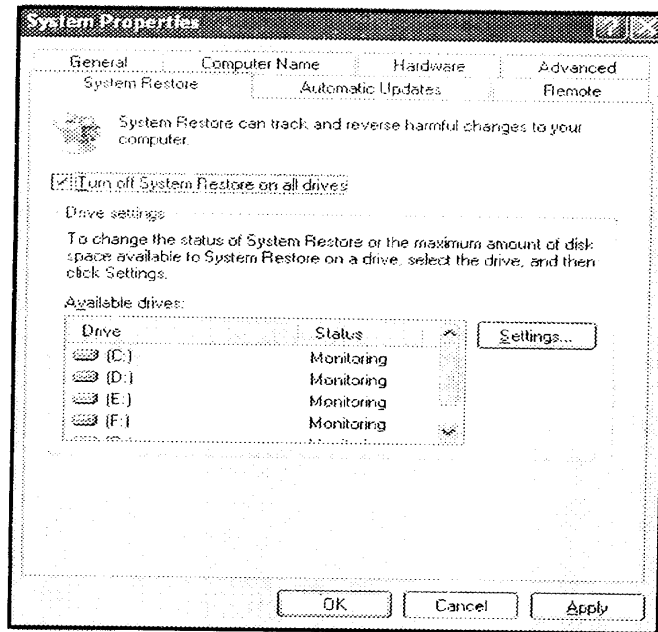 System Properties
General Computer Name Hardware Advanced
System Restore Automatic Updates Remote
System Restore can track and reverse harmful changes to your
computer.
Turn off System Restore on all drives
Drive settings
To change the status of System Restore or the maximum amount of disk
space available to System Restore on a drive, select the drive, and then
click Settings.
Available drives:
Drive Status
Settings...
(C:) Monitoring
(D:) Monitoring
(E:) Monitoring
(F:) Monitoring
OK Cancel Apply